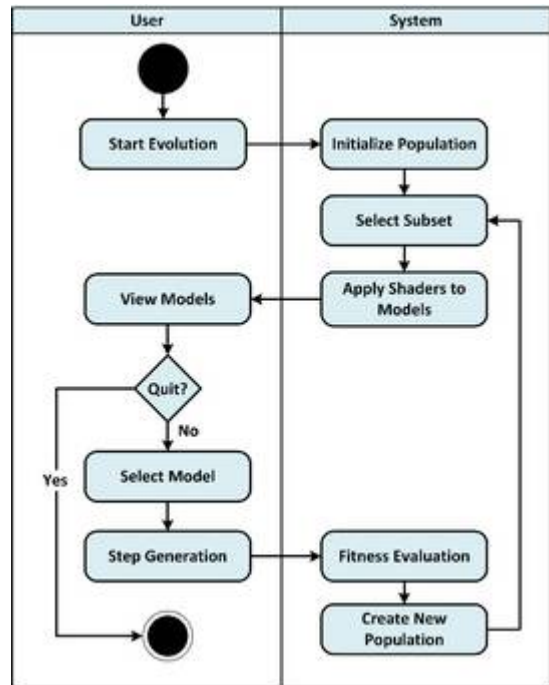 User
System
Start Evolution
Initialize Population
Select Subset
Apply Shaders to
Models
View Models
Quit?
No
Yes
Select Model
Step Generation
Fitness Evaluation
Create New
Population